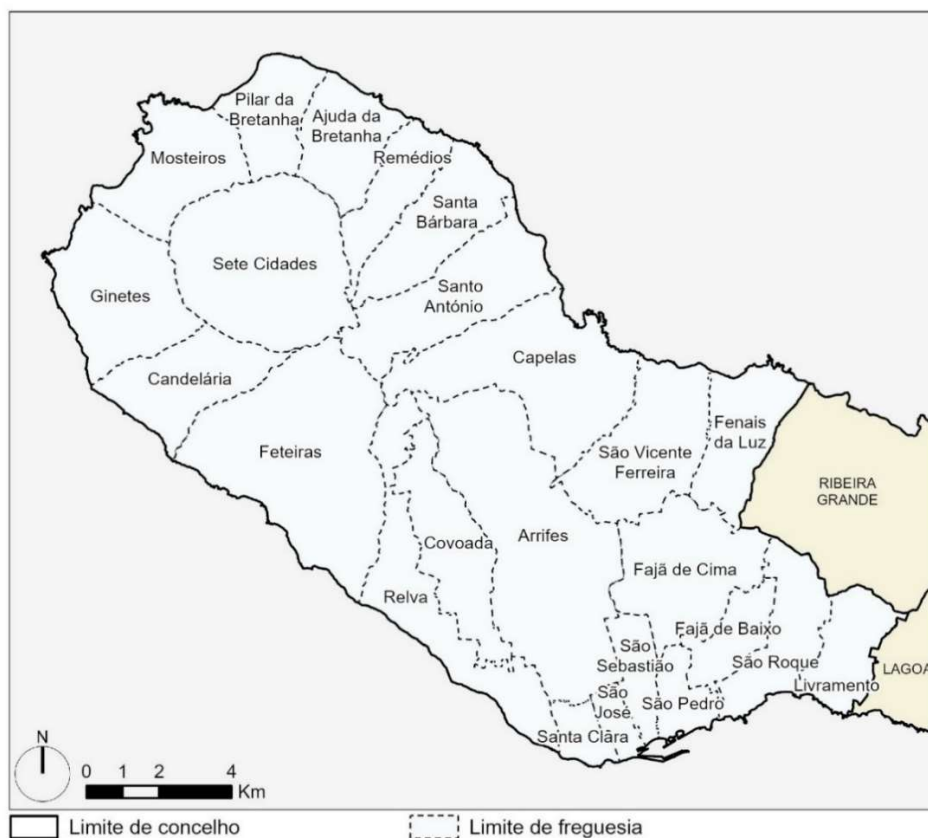 Pilar da
Bretanha
Ajuda da
Bretanha
Mosteiros
Remédios
Santa
Bárbara
Sete Cidades
Ginetes
Santo
António
Capelas
Candelária
Fenais
da Luz
Feteiras
São Vicente
Ferreira
RIBEIRA
GRANDE
Covoada
Arrifes
Fajã de Cima
Relva
Fajã de Baixo
São
Sebastião
São Roque
LAGOA
Livramento
São
José
São Pedro
Santa Clara
N
0 1 2 4
Km
Limite de concelho
Limite de freguesia